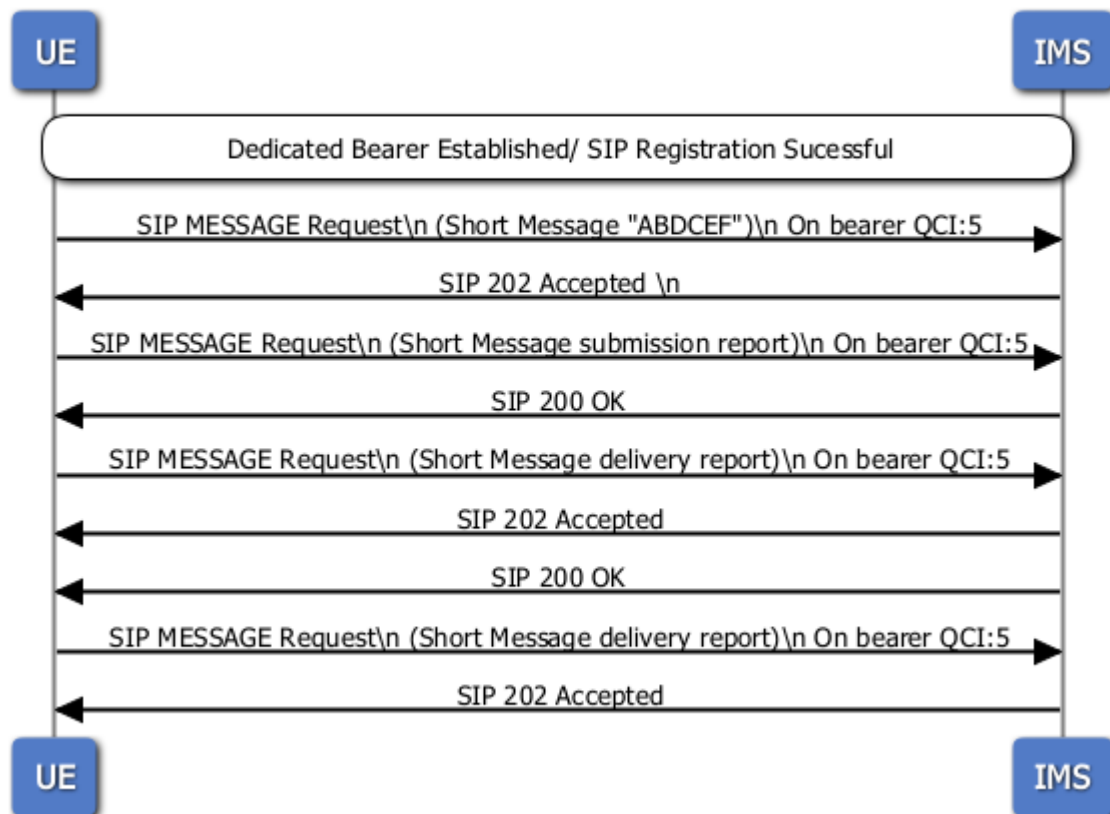 UE IMS
Dedicated Bearer Established/ SIP Registration Sucessful
SIP MESSAGE Request\n (Short Message "ABDCEF")\n On bearer QCI:5
SIP 202 Accepted \n
SIP MESSAGE Request\n (Short Message submission report)\n On bearer QCI:5
SIP 200 OK
SIP MESSAGE Request\n (Short Message delivery report)\n On bearer QCI:5
SIP 202 Accepted
SIP 200 OK
SIP MESSAGE Request\n (Short Message delivery report)\n On bearer QCI:5
SIP 202 Accepted
UE IMS